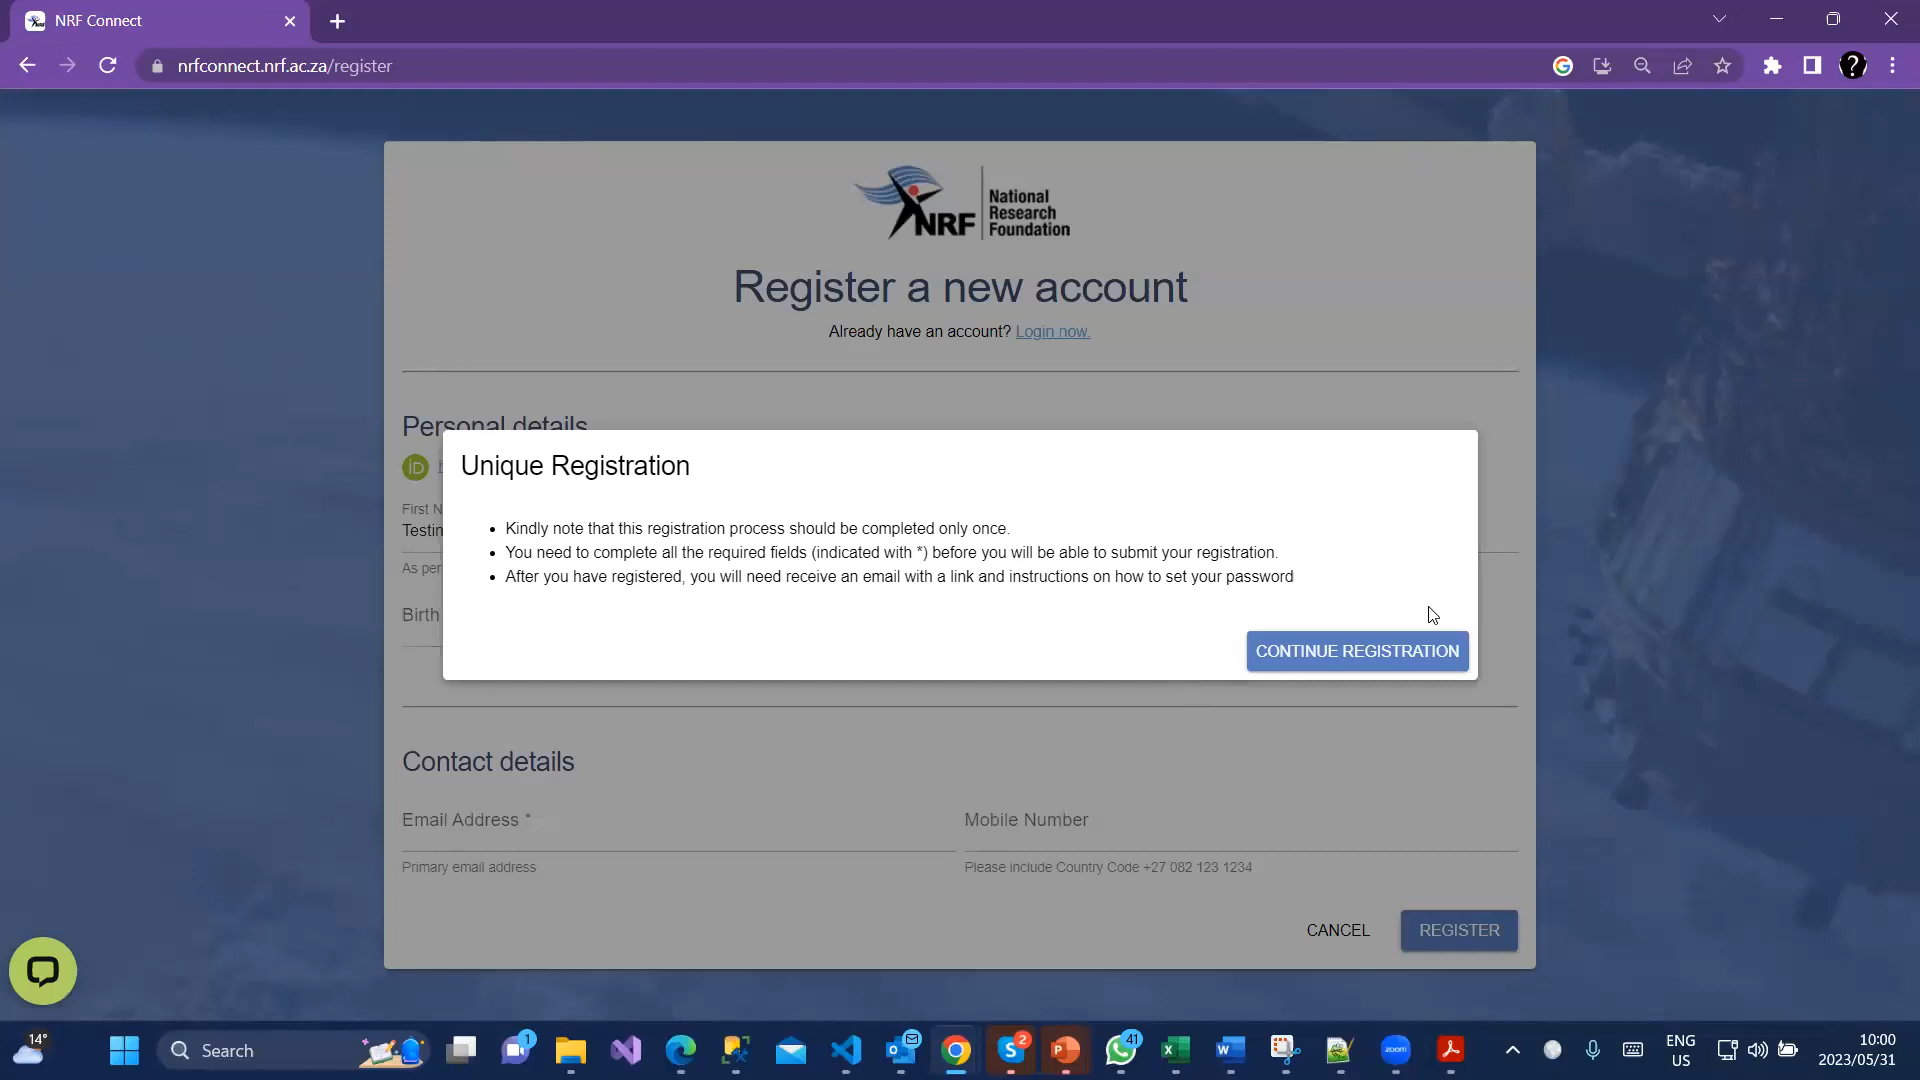 NRF Connect
nrfconnect.nrf.ac.za/register
NRF
National
Research
Foundation
Register a new account
Already have an account? Login now.
Personal details
iD
Unique Registration
• Kindly note that this registration process should be completed only once.
• You need to complete all the required fields (indicated with *) before you will be able to submit your registration.
• After you have registered, you will need receive an email with a link and instructions on how to set your password
CONTINUE REGISTRATION
First N
Testin
As per
Birth
Contact details
Email Address *
Mobile Number
Primary email address
Please include Country Code +27 082 123 1234
CANCEL
REGISTER
14°
Search
1
2
41
zoom
ENG
US
10:00
2023/05/31